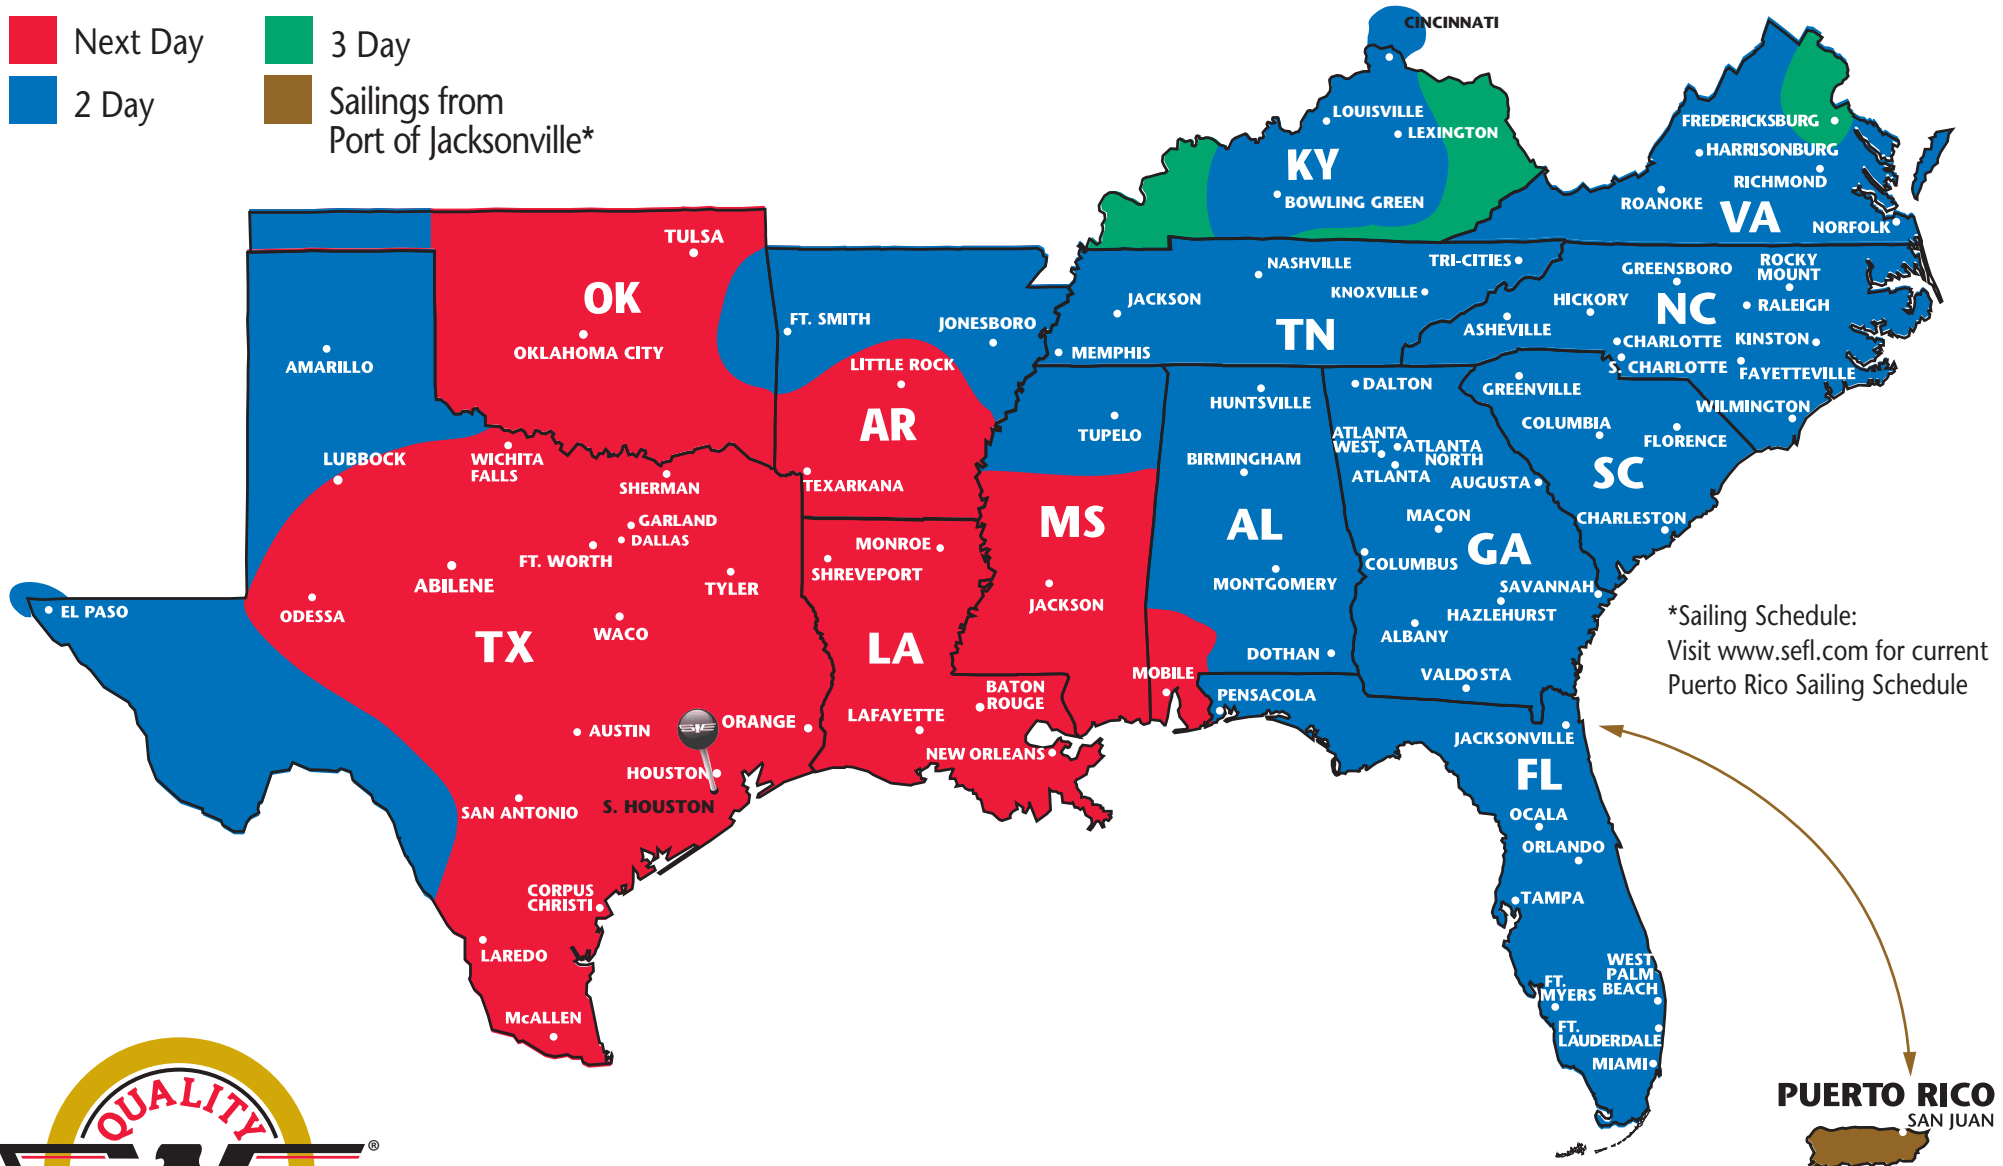 Next Day
3 Day
2 Day
Sailings from
Port of Jacksonville*
CINCINNATI
LOUISVILLE
LEXINGTON
KY
BOWLING GREEN
FREDERICKSBURG
HARRISONBURG
RICHMOND
ROANOKE
VA
NORFOLK
TULSA
OK
OKLAHOMA CITY
FT. SMITH
JONESBORO
LITTLE ROCK
AR
TEXARKANA
NASHVILLE
TRI-CITIES
KNOXVILLE
JACKSON
TN
MEMPHIS
GREENSBORO
ROCKY
MOUNT
HICKORY
NC
RALEIGH
ASHEVILLE
CHARLOTTE
KINSTON
S. CHARLOTTE
FAYETTEVILLE
WILMINGTON
AMARILLO
LUBBOCK
WICHITA
FALLS
SHERMAN
GARLAND
DALLAS
FT. WORTH
ABILENE
TYLER
ODESSA
WACO
EL PASO
TX
AUSTIN
ORANGE
HOUSTON
S. HOUSTON
SAN ANTONIO
CORPUS
CHRISTI
LAREDO
McALLEN
MONROE
SHREVEPORT
LA
BATON
ROUGE
LAFAYETTE
NEW ORLEANS
TUPELO
MS
JACKSON
HUNTSVILLE
BIRMINGHAM
AL
MONTGOMERY
DOTHAN
MOBILE
DALTON
ATLANTA
WEST
ATLANTA
NORTH
ATLANTA
AUGUSTA
MACON
GA
COLUMBUS
SAVANNAH
HAZLEHURST
ALBANY
VALDOSTA
GREENVILLE
COLUMBIA
FLORENCE
SC
CHARLESTON
PENSACOLA
JACKSONVILLE
FL
OCALA
ORLANDO
TAMPA
WEST
PALM
BEACH
FT.
MYERS
FT.
LAUDERDALE
MIAMI
*Sailing Schedule:
Visit www.sefl.com for current
Puerto Rico Sailing Schedule
PUERTO RICO
SAN JUAN
QUALITY
®